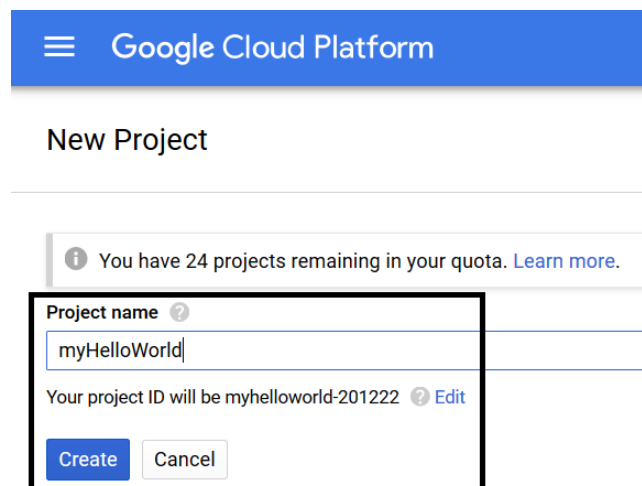 Google Cloud Platform
New Project
You have 24 projects remaining in your quota. Learn more.
Project name
myHelloWorld
Your project ID will be myhelloworld-201222 Edit
Create Cancel